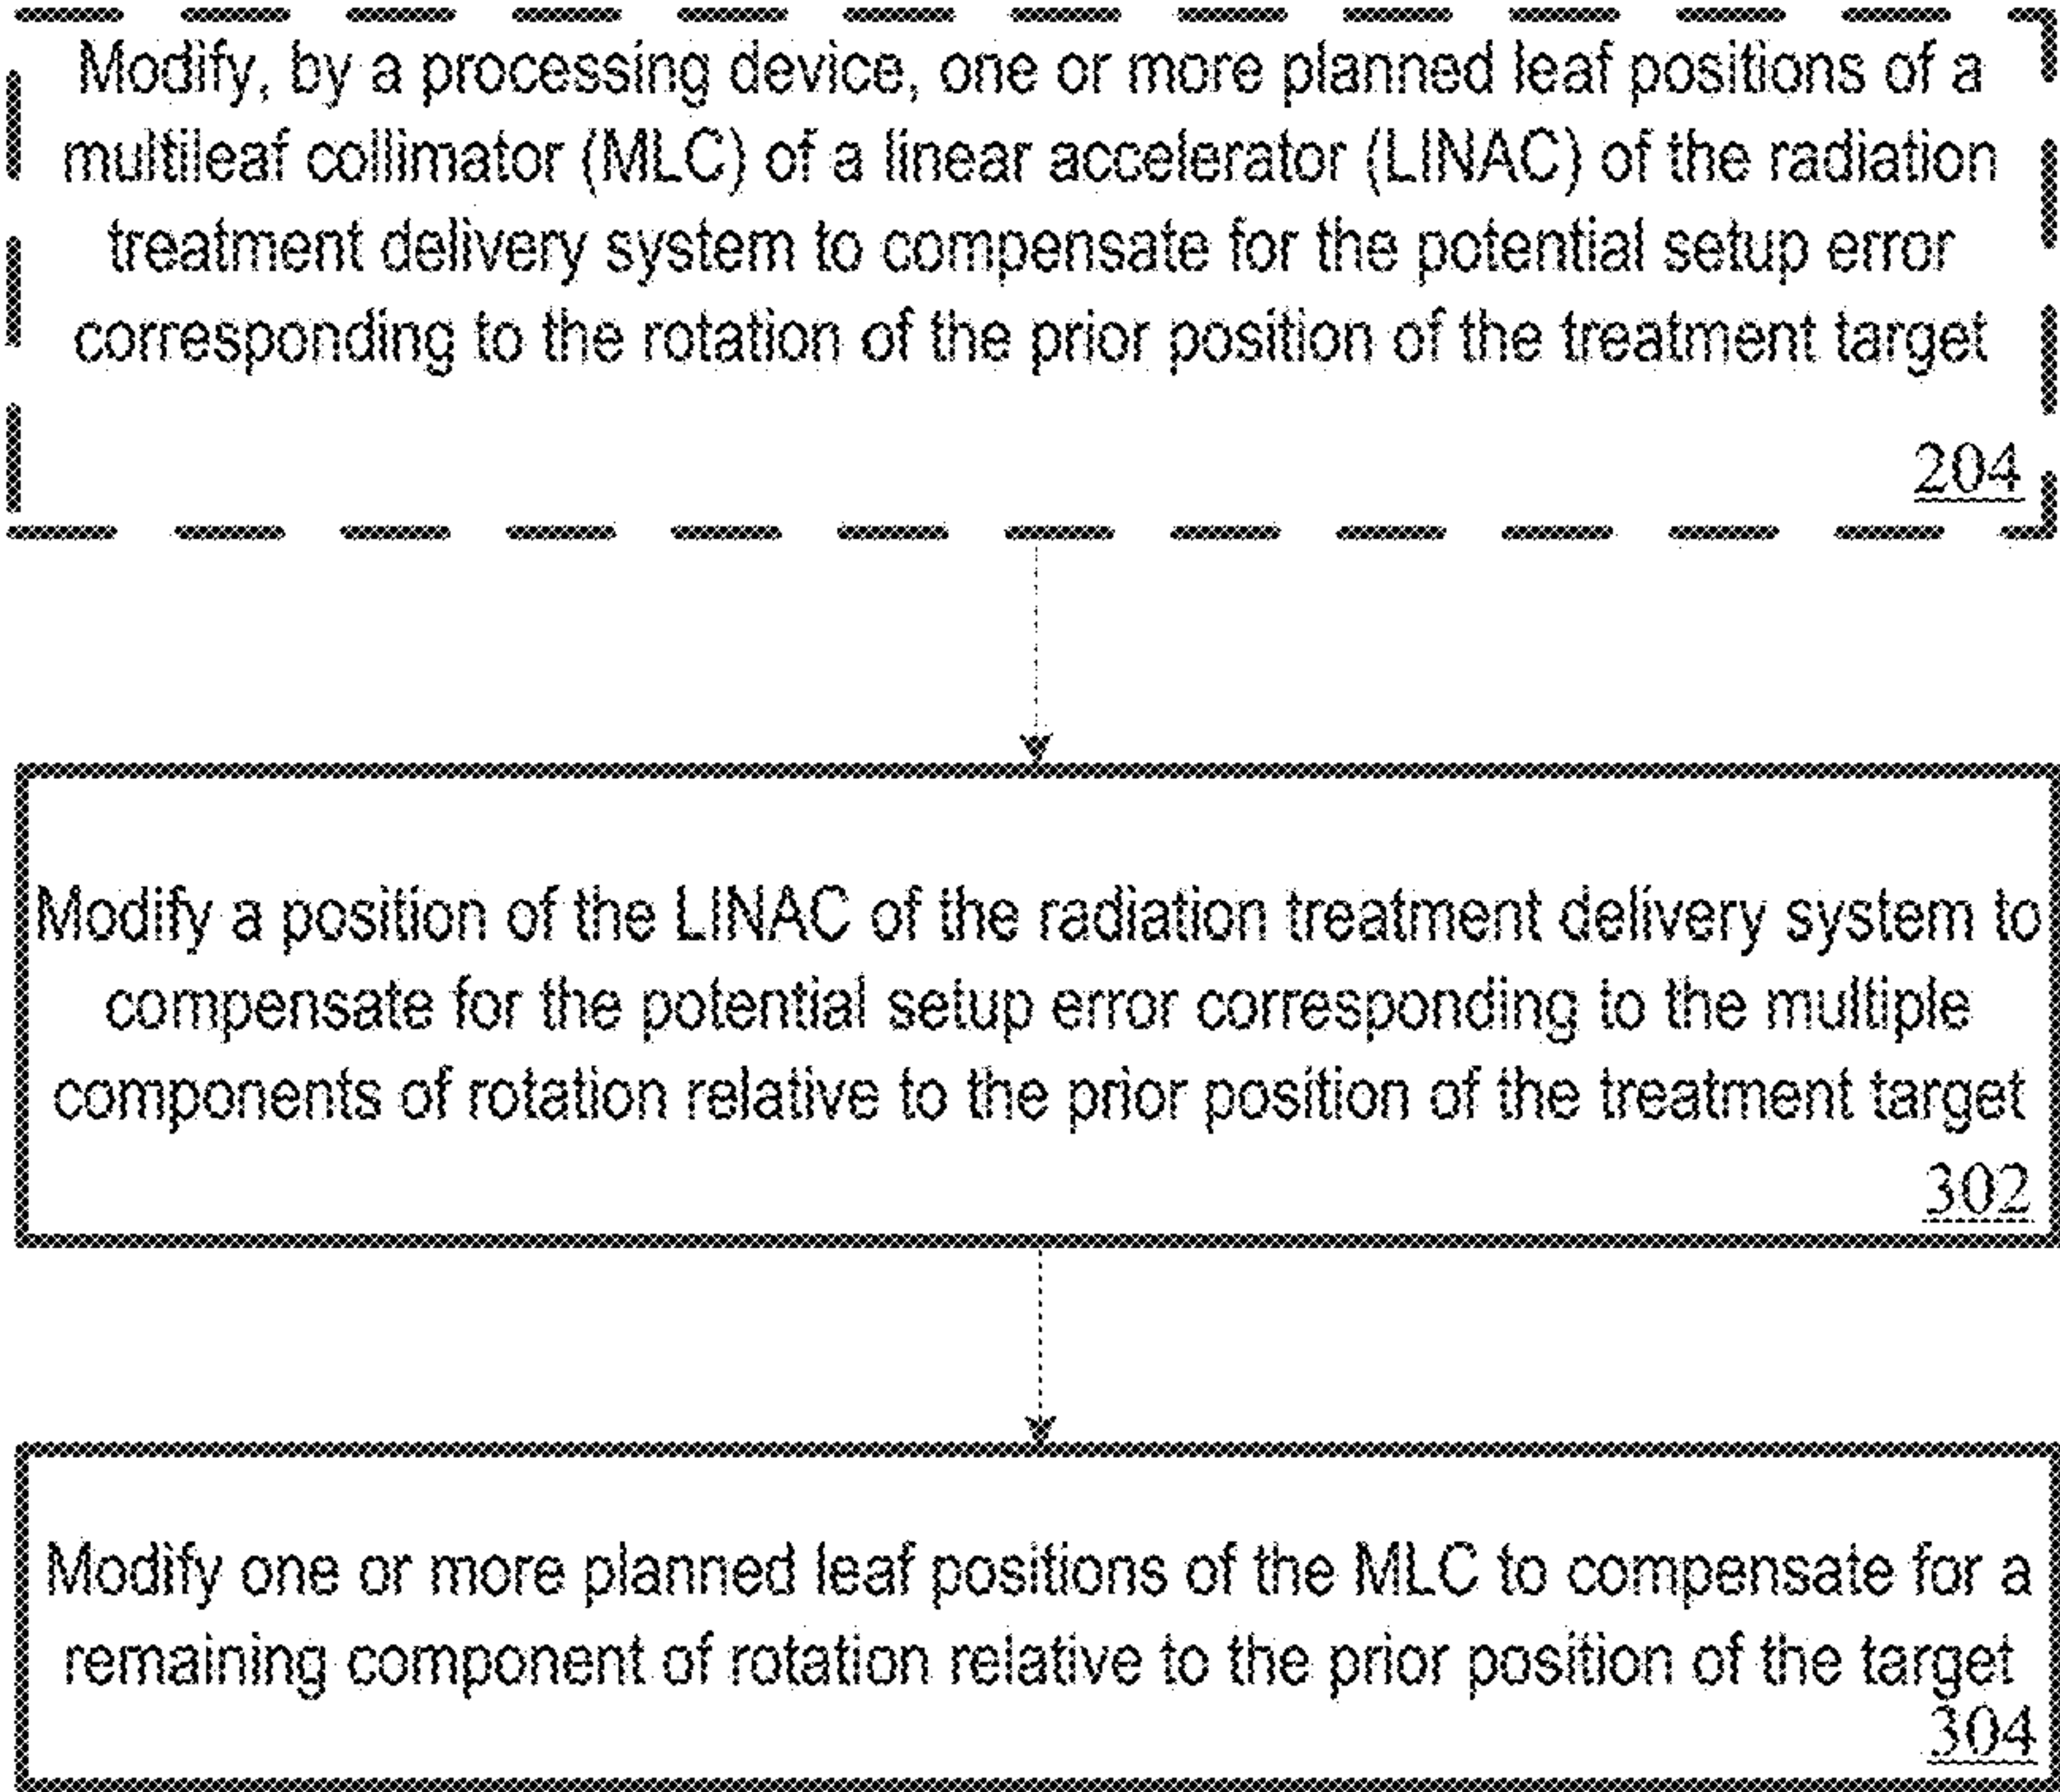 Modify, by a processing device, one or more planned leaf positions of a
multileaf collimator (MLC) of a linear accelerator (LINAC) of the radiation
treatment delivery system to compensate for the potential setup error
corresponding to the rotation of the prior position of the treatment target
204
Modify a position of the LINAC of the radiation treatment delivery system to
compensate for the potential setup error corresponding to the multiple
components of rotation relative to the prior position of the treatment target
302
Modify one or more planned leaf positions of the MLC to compensate for a
remaining component of rotation relative to the prior position of the target
304